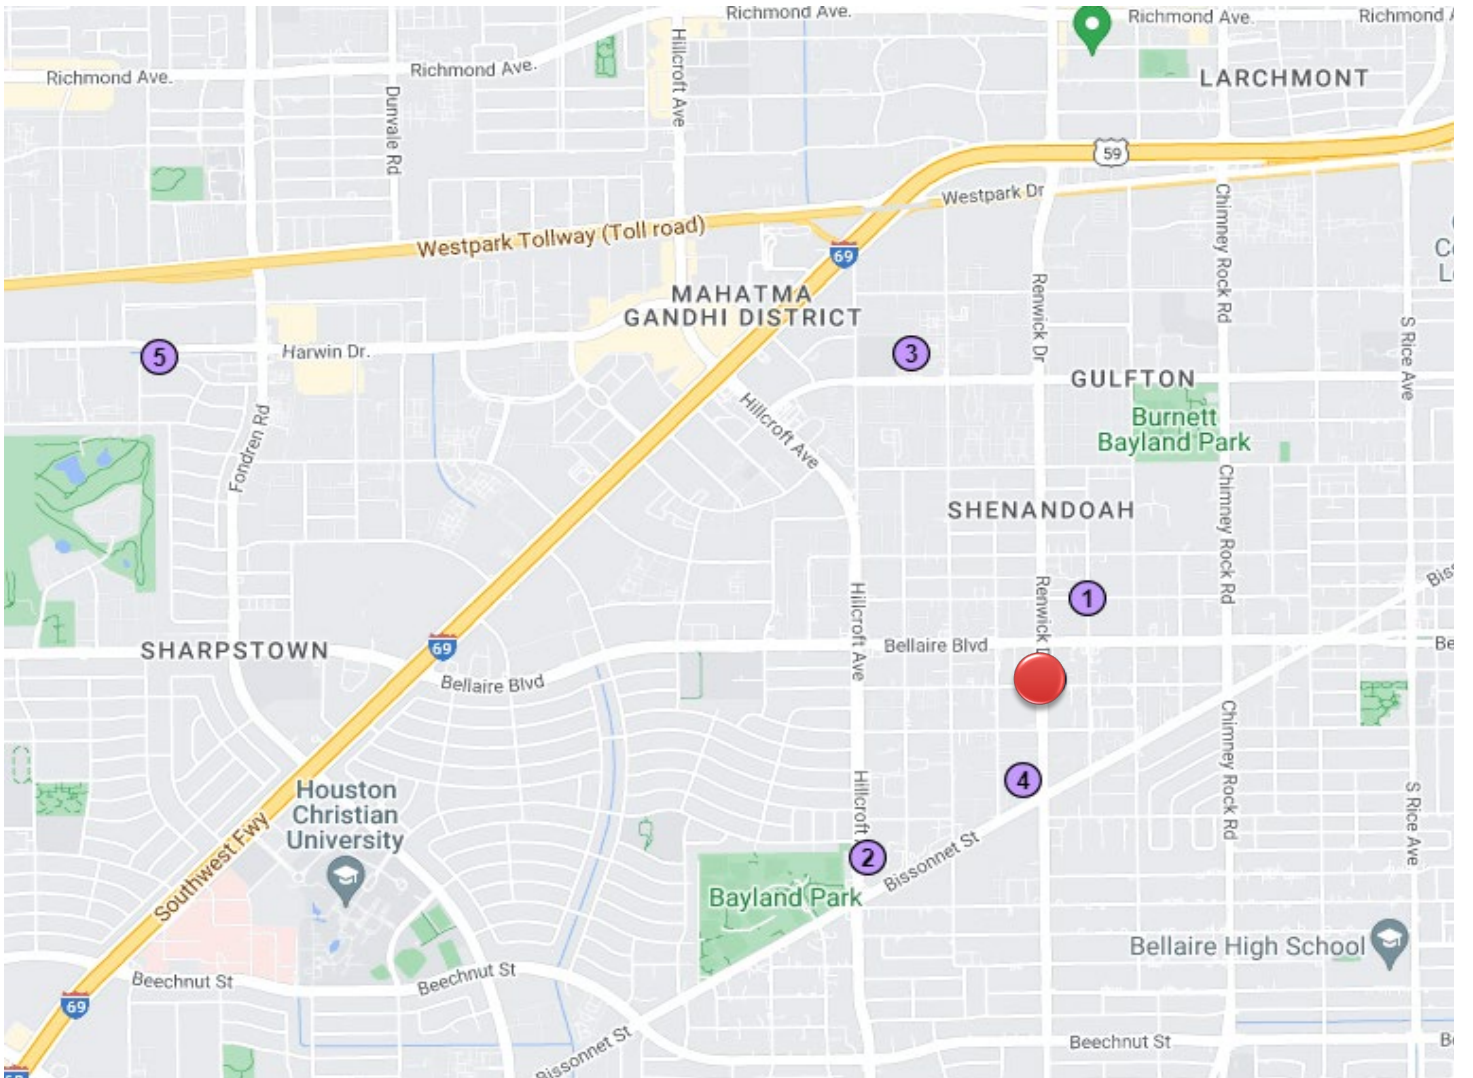 Richmond Ave.
Richmond Ave.
Richmond
Richmond Ave.
Richmond Ave.
LARCHMONT
Hillcroft Ave
Dunvale Rd
59
Westpark Dr
Chimney Rock Rd
Westpark Tollway (Toll road)
69
MAHATMA
GANDHI DISTRICT
Renwick Dr
S Rice Ave
5
Harwin Dr.
3
GULFTON
Burnett
Bayland Park
Hillcroft Ave
Fondren Rd
SHENANDOAH
Chimney Rock Rd
Hillcroft Ave
Renwick
1
SHARPSTOWN
69
Bellaire Blvd
Bellaire Blvd
Chimney Rock Rd
Houston
Christian
University
4
Hillcroft
S Rice Ave
Southwest Fwy
2
Bissonnet St
Bayland Park
Bellaire High School
Beechnut St
Beechnut St
69
Bissonnet St
Beechnut St